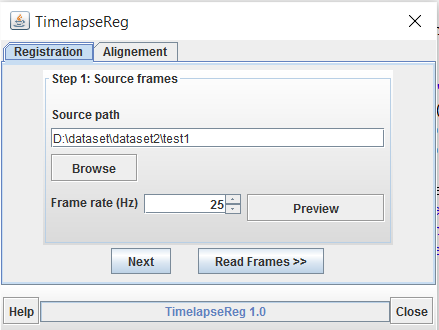 TimelapseReg
Registration Alignement
Step 1: Source frames
Source path
D:\dataset\dataset2\test1
Browse
Frame rate (Hz) 25 Preview
Next Read Frames >>
Help TimelapseReg 1.0 Close